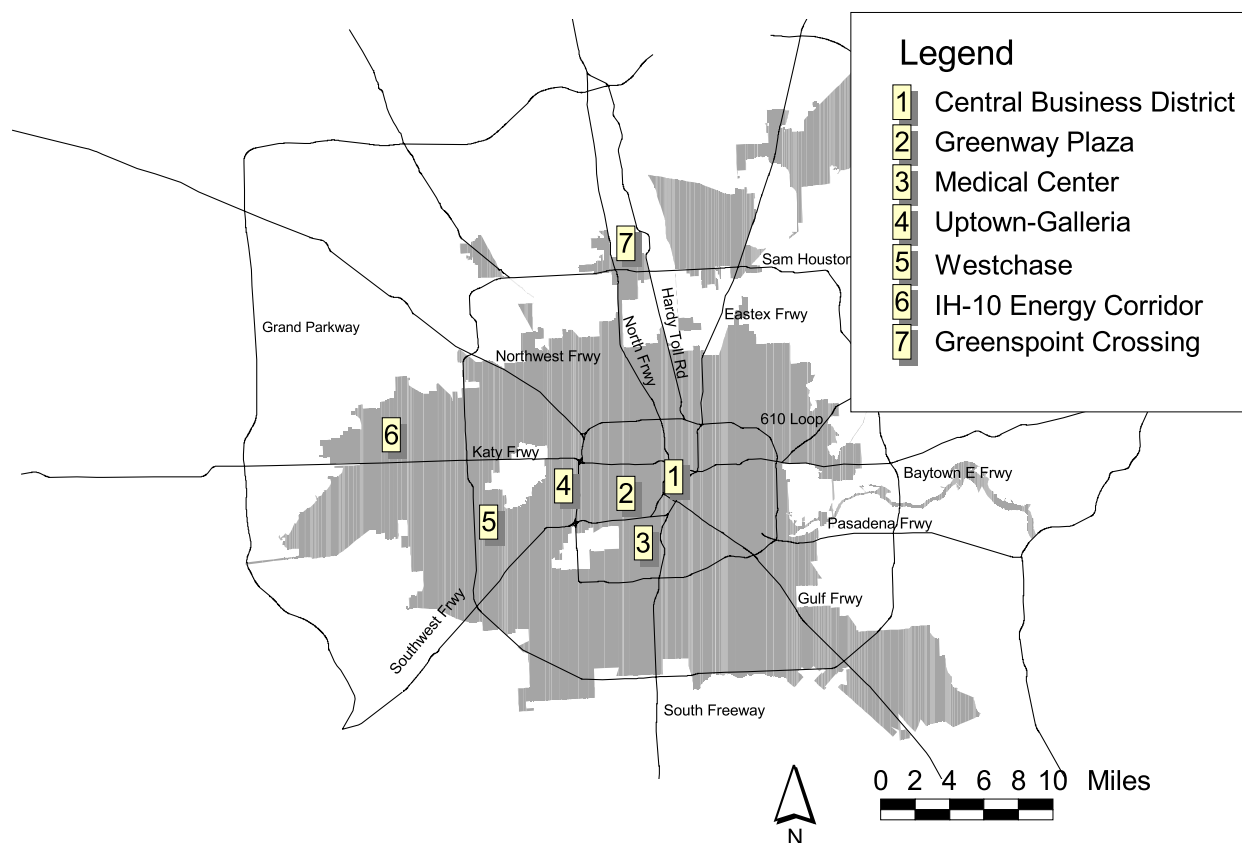 Legend
1 Central Business District
2 Greenway Plaza
3 Medical Center
4 Uptown-Galleria
5 Westchase
6 IH-10 Energy Corridor
7 Greenspoint Crossing
7
Sam Houston
Grand Parkway
Hardy Toll Rd
Eastex Frwy
North Frwy
Northwest Frwy
610 Loop
6
Katy Frwy
1
Baytown E Frwy
4
2
5
Pasadena Frwy
3
Gulf Frwy
Southwest Frwy
South Freeway
0 2 4 6 8 10 Miles
N